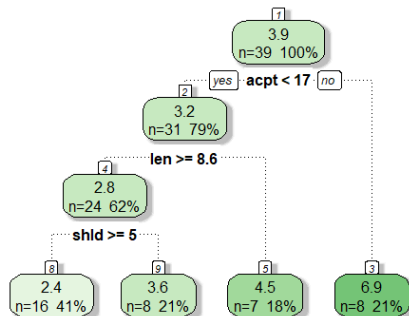 1
3.9
n=39 100%
yes acpt < 17 no
2
3.2
n=31 79%
len >= 8.6
4
2.8
n=24 62%
shld >= 5
8 9 5 3
2.4 3.6 4.5 6.9
n=16 41% n=8 21% n=7 18% n=8 21%